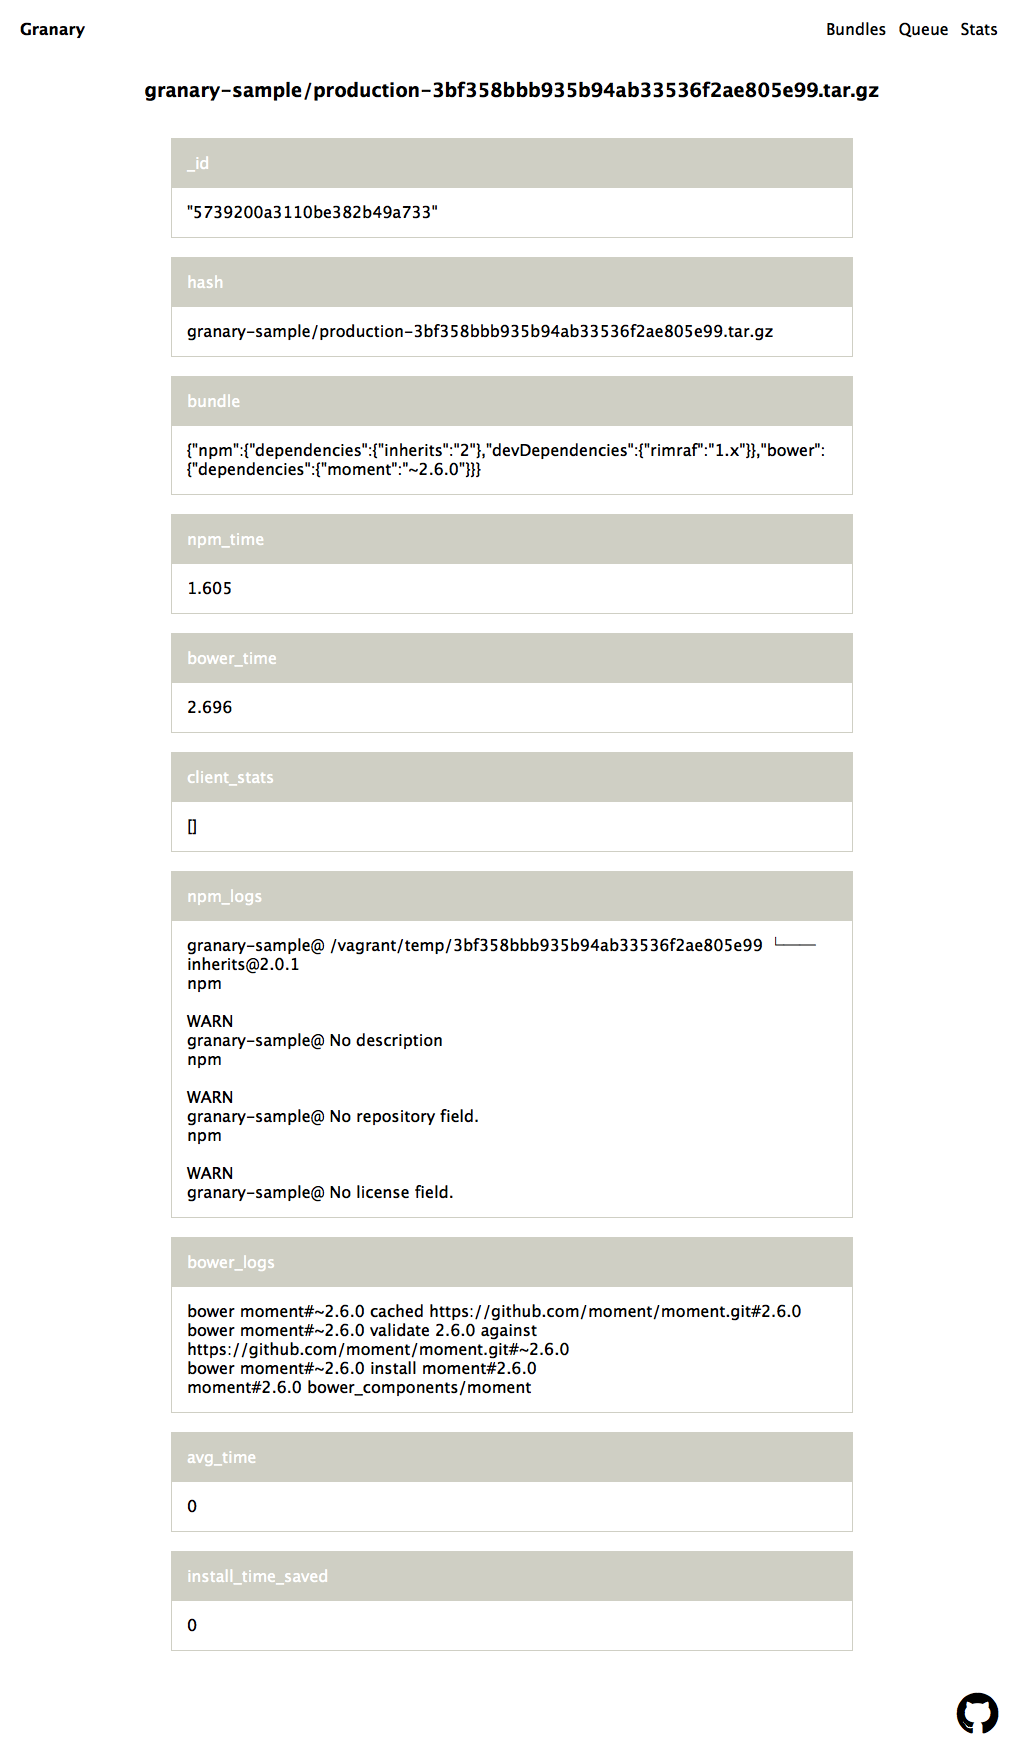 Granary
Bundles Queue Stats
granary-sample/production-3bf358bbb935b94ab33536f2ae805e99.tar.gz
_id
"5739200a3110be382b49a733"
hash
granary-sample/production-3bf358bbb935b94ab33536f2ae805e99.tar.gz
bundle
{"npm":{"dependencies":{"inherits":"2"},"devDependencies":{"rimraf":"1.x"}},"bower":
{"dependencies":{"moment":"~2.6.0"}}}
npm_time
1.605
bower_time
2.696
client_stats
[]
npm_logs
granary-sample@ /vagrant/temp/3bf358bbb935b94ab33536f2ae805e99 └──
inherits@2.0.1
npm
WARN
granary-sample@ No description
npm
WARN
granary-sample@ No repository field.
npm
WARN
granary-sample@ No license field.
bower_logs
bower moment#~2.6.0 cached https://github.com/moment/moment.git#2.6.0
bower moment#~2.6.0 validate 2.6.0 against
https://github.com/moment/moment.git#~2.6.0
bower moment#~2.6.0 install moment#2.6.0
moment#2.6.0 bower_components/moment
avg_time
0
install_time_saved
0